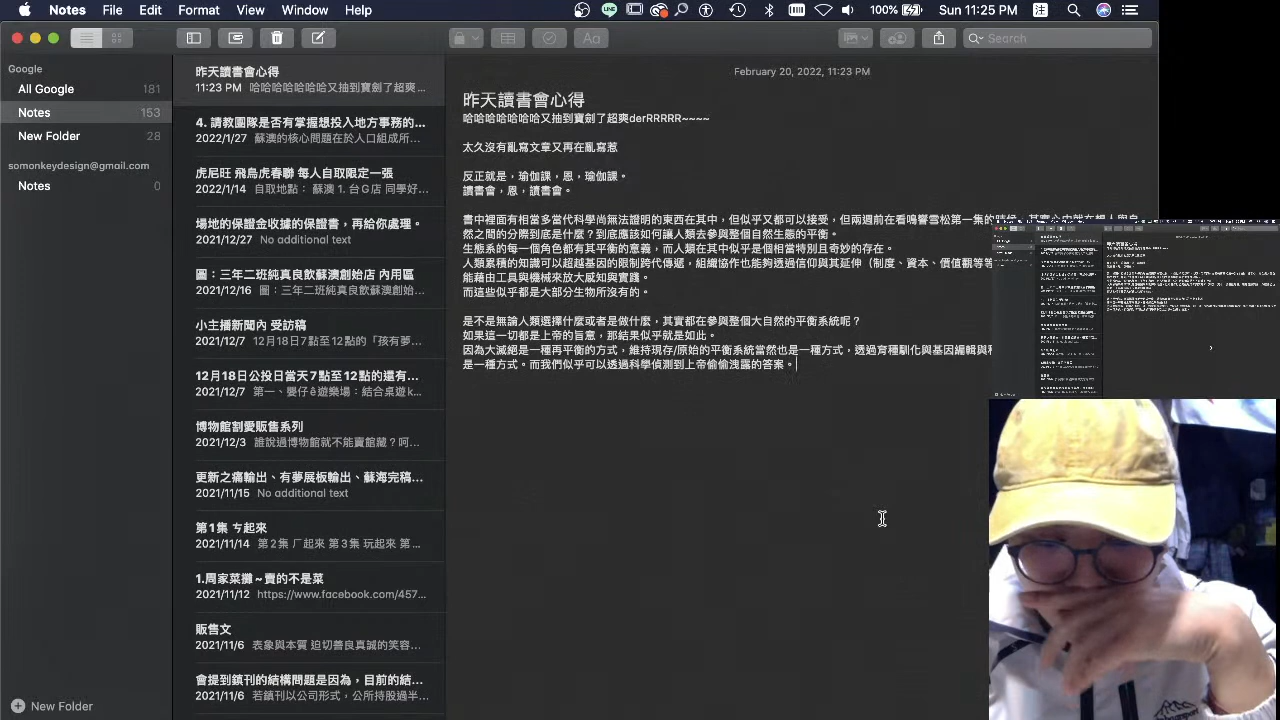 Notes File Edit Format View Window Help 100% Sun 11:25 PM 注
Aa
Search
Google
All Google 181
Notes 153
New Folder 28
somonkeydesign@gmail.com
Notes 0
New Folder
昨天讀書會心得
11:23 PM 哈哈哈哈哈哈哈又抽到寶劍了超爽...
4. 請教團隊是否有掌握想投入地方事務的...
2022/1/27 蘇澳的核心問題在於人口組成所...
虎尼旺 飛鳥虎春聯 每人自取限定一張
2022/1/14 自取地點： 蘇澳 1. 台G店 同學好...
場地的保證金收據的保證書，再給你處理。
2021/12/27 No additional text
圖：三年二班純真的歡蘇澳創始店 內用區
2021/12/16 圖：三年二班純真的歡蘇澳創始...
小主播新聞內 受訪稿
2021/12/7 12月18日7點至12點的「孩有夢...
12月18日公投日當天7點至12點的還有...
2021/12/7 第一、嬰仔ê遊樂場：結合桌遊k...
博物館割愛販售系列
2021/12/3 誰說過博物館就不能賣館藏？呵...
更新之痛輸出、有夢展板輸出、蘇海完稿...
2021/11/15 No additional text
第1集 ㄘ起來
2021/11/14 第２集 ㄏ起來 第３集 玩起來 第...
1.周家菜攤～賣的不是菜
2021/11/12 https://www.facebook.com/457...
販售文
2021/11/6 表象與本質 迫切善良真誠的笑容...
會提到鎮刊的結構問題是因為，目前的結...
2021/11/6 若鎮刊以公司形式，公所持股過半...
February 20, 2022, 11:23 PM
昨天讀書會心得
哈哈哈哈哈哈哈又抽到寶劍了超爽derRRRRR~~~~
太久沒有亂寫文章又再在亂寫惹
反正就是，瑜伽課，恩，瑜伽課。
讀書會，恩，讀書會。
書中裡面有相當多當代科學尚無法證明的東西在其中，但似乎又都可以接受，但兩週前在看鳴響雪松第一集的時候，其實心中就在想人與自
然之間的分際到底是什麼？到底應該如何讓人類去參與整個自然生態的平衡。
生態系的每一個角色都有其平衡的意義，而人類在其中似乎是個相當特別且奇妙的存在。
人類累積的知識可以超越基因的限制跨代傳遞，組織協作也能夠透過信仰與其延伸（制度、資本、價值觀等等
能藉由工具與機械來放大感知與實踐。
而這些似乎都是大部分生物所沒有的。
是不是無論人類選擇什麼或者是做什麼，其實都在參與整個大自然的平衡系統呢？
如果這一切都是上帝的旨意，那結果似乎就是如此。
因為大滅絕是一種再平衡的方式，維持現存/原始的平衡系統當然也是一種方式，透過育種馴化與基因編輯與
是一種方式。而我們似乎可以透過科學偵測到上帝偷偷洩露的答案。